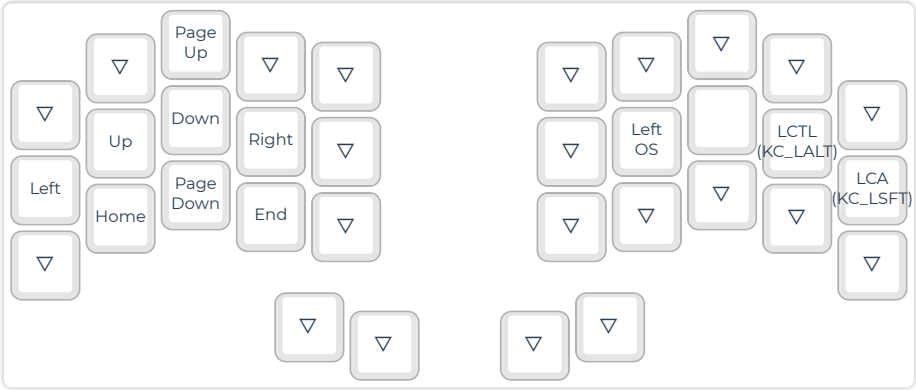 Page
Up
Down
Right
Up
Left
Page
Down
Home
End
Left
OS
LCTL
(KC_LALT)
LCA
(KC_LSFT)